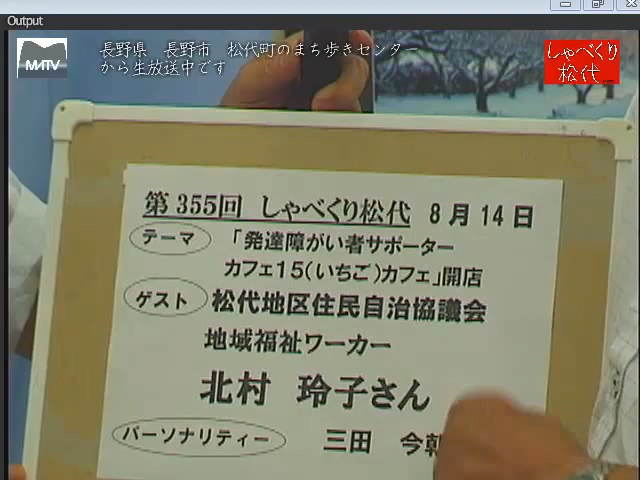 Output
MATV
長野県 長野市 松代町のまち歩きセンター
から生放送中です
しゃべくり
松代
第355回 しゃべくり松代 8月14日
テーマ 「発達障がい者サポーター
カフェ15(いちご)カフェ」開店
ゲスト 松代地区住民自治協議会
地域福祉ワーカー
北村 玲子さん
パーソナリティー 三田 今朝